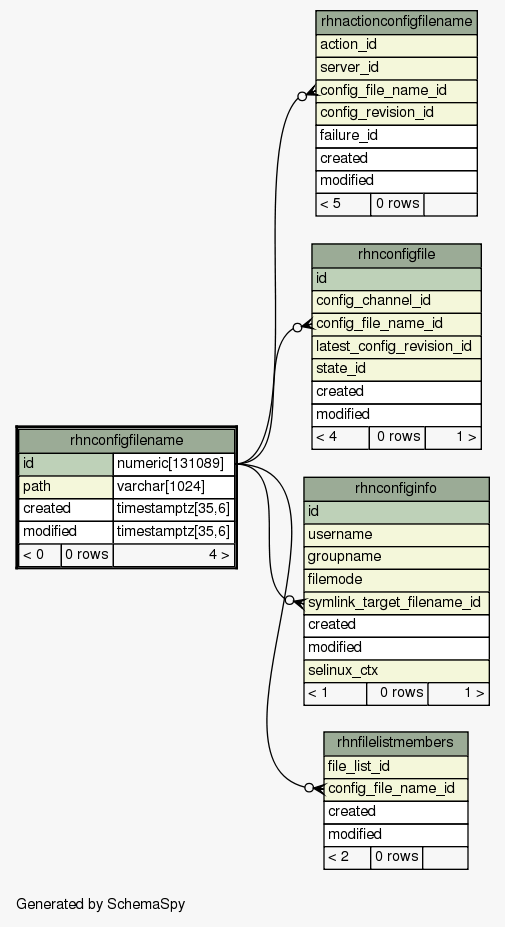 rhnactionconfigfilename
action_id
server_id
config_file_name_id
config_revision_id
failure_id
created
modified
< 5 0 rows
rhnconfigfile
id
config_channel_id
config_file_name_id
latest_config_revision_id
state_id
created
modified
< 4 0 rows 1 >
rhnconfigfilename
id numeric[131089]
path varchar[1024]
created timestamptz[35,6]
modified timestamptz[35,6]
< 0 0 rows 4 >
rhnconfiginfo
id
username
groupname
filemode
symlink_target_filename_id
created
modified
selinux_ctx
< 1 0 rows 1 >
rhnfilelistmembers
file_list_id
config_file_name_id
created
modified
< 2 0 rows
Generated by SchemaSpy